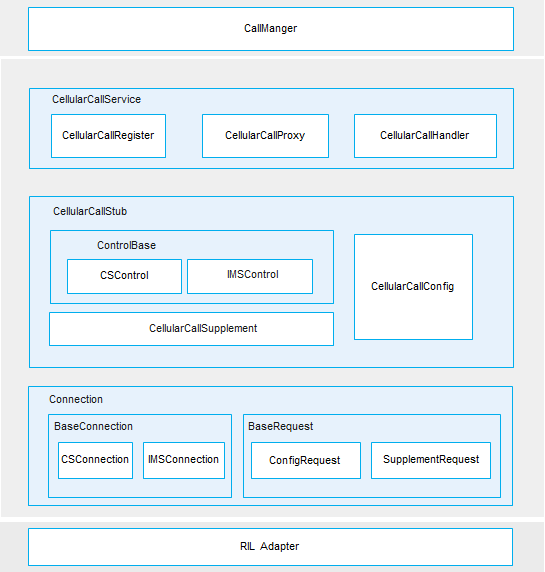 CallManger
CellularCallService
CellularCallRegister
CellularCallProxy
CellularCallHandler
CellularCallStub
ControlBase
CSControl
IMSControl
CellularCallConfig
CellularCallSupplement
Connection
BaseConnection
BaseRequest
CSConnection
IMSConnection
ConfigRequest
SupplementRequest
RIL Adapter